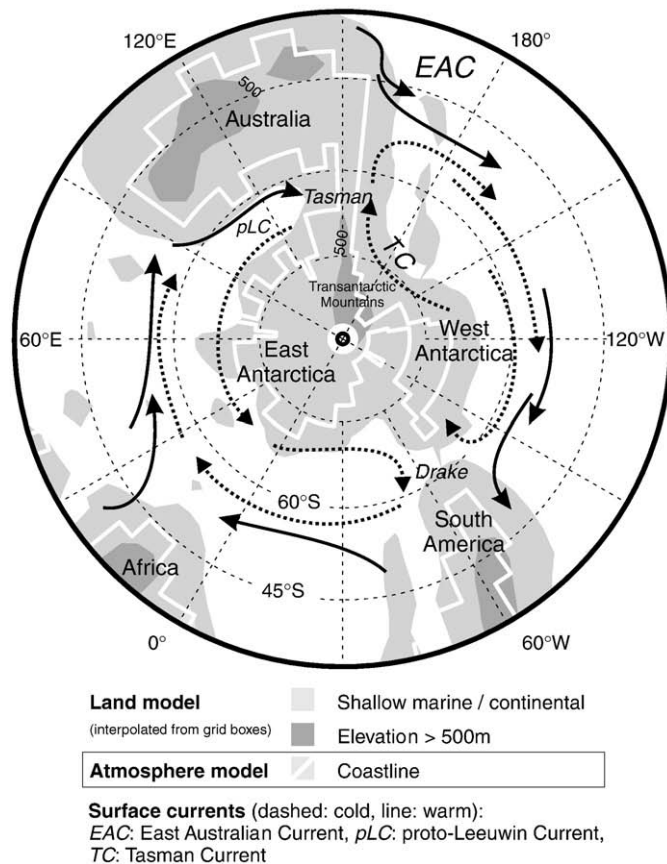 120°E
180°
EAC
500
Australia
Tasman
pLC
500
TC
Transantarctic
Mountains
60°E
East
Antarctica
West
Antarctica
120°W
Drake
60°S
South
America
Africa
45°S
0°
60°W
Land model
(interpolated from grid boxes)
Shallow marine / continental
Elevation > 500m
Atmosphere model
Coastline
Surface currents (dashed: cold, line: warm):
EAC: East Australian Current, pLC: proto-Leeuwin Current,
TC: Tasman Current